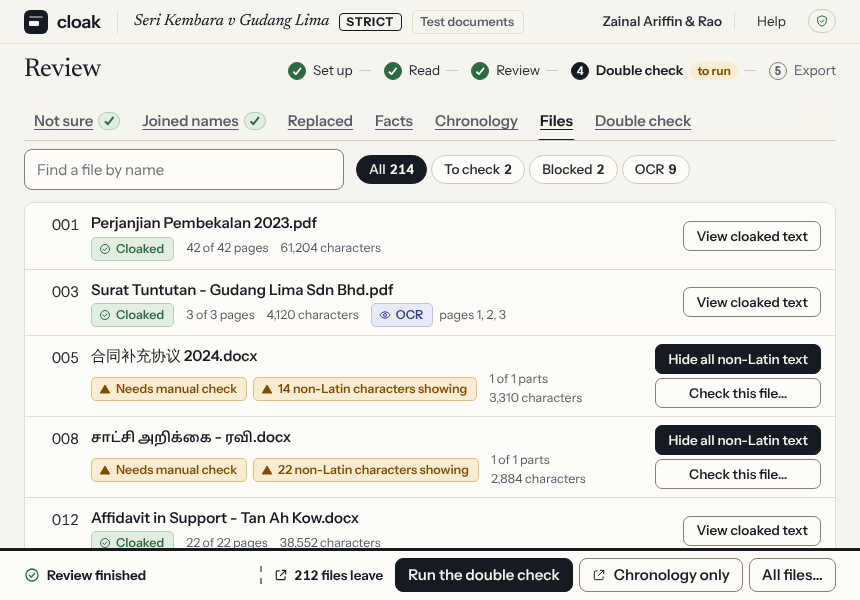 cloak
Seri Kembara v Gudang Lima
STRICT
Test documents
Zainal Ariffin & Rao
Help
Review
Set up
Read
Review
4 Double check to run
5 Export
Not sure
Joined names
Replaced
Facts
Chronology
Files
Double check
Find a file by name
All 214
To check 2
Blocked 2
OCR 9
001 Perjanjian Pembekalan 2023.pdf
Cloaked 42 of 42 pages 61,204 characters
View cloaked text
003 Surat Tuntutan - Gudang Lima Sdn Bhd.pdf
Cloaked 3 of 3 pages 4,120 characters OCR pages 1, 2, 3
View cloaked text
005 合同补充协议 2024.docx
Needs manual check 14 non-Latin characters showing
1 of 1 parts
3,310 characters
Hide all non-Latin text
Check this file...
008 சாட்சி அறிக்கை - ரவி.docx
Needs manual check 22 non-Latin characters showing
1 of 1 parts
2,884 characters
Hide all non-Latin text
Check this file...
012 Affidavit in Support - Tan Ah Kow.docx
Cloaked 22 of 22 pages 38,552 characters
View cloaked text
Review finished
212 files leave
Run the double check
Chronology only
All files...